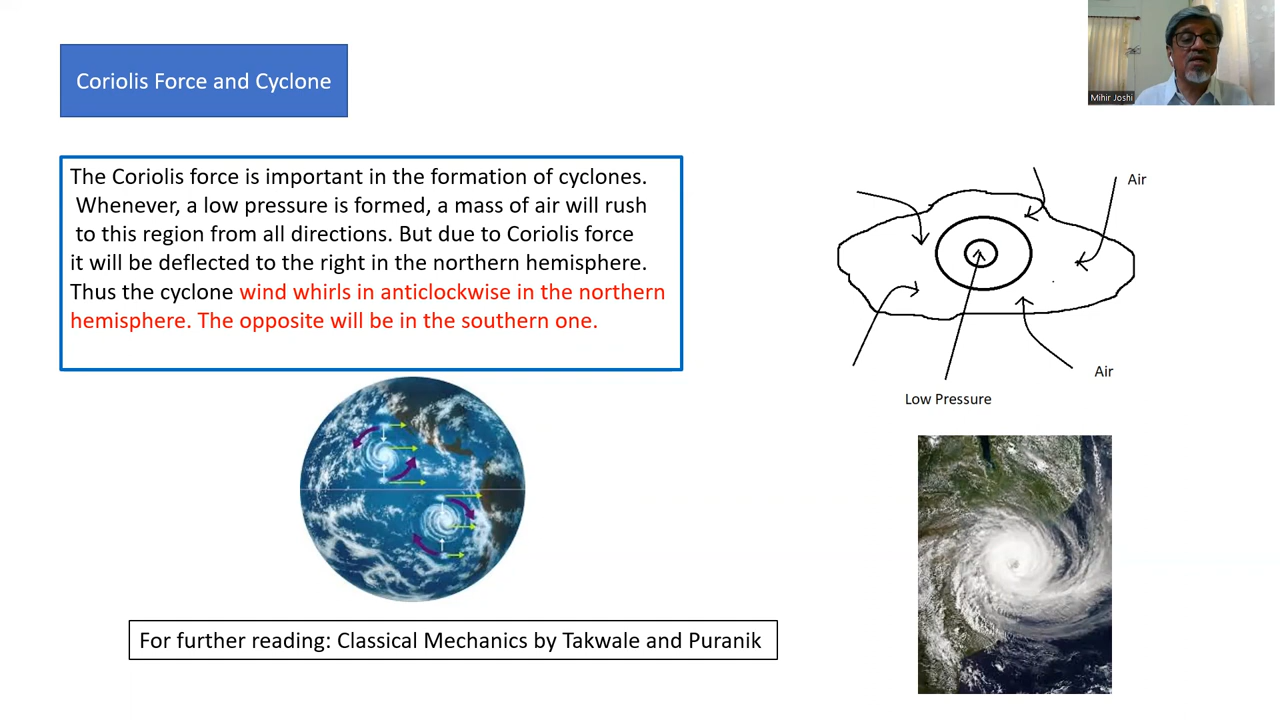 Coriolis Force and Cyclone
Mihir Joshi
The Coriolis force is important in the formation of cyclones.
Whenever, a low pressure is formed, a mass of air will rush
to this region from all directions. But due to Coriolis force
it will be deflected to the right in the northern hemisphere.
Thus the cyclone wind whirls in anticlockwise in the northern
hemisphere. The opposite will be in the southern one.
Air
Air
Low Pressure
For further reading: Classical Mechanics by Takwale and Puranik